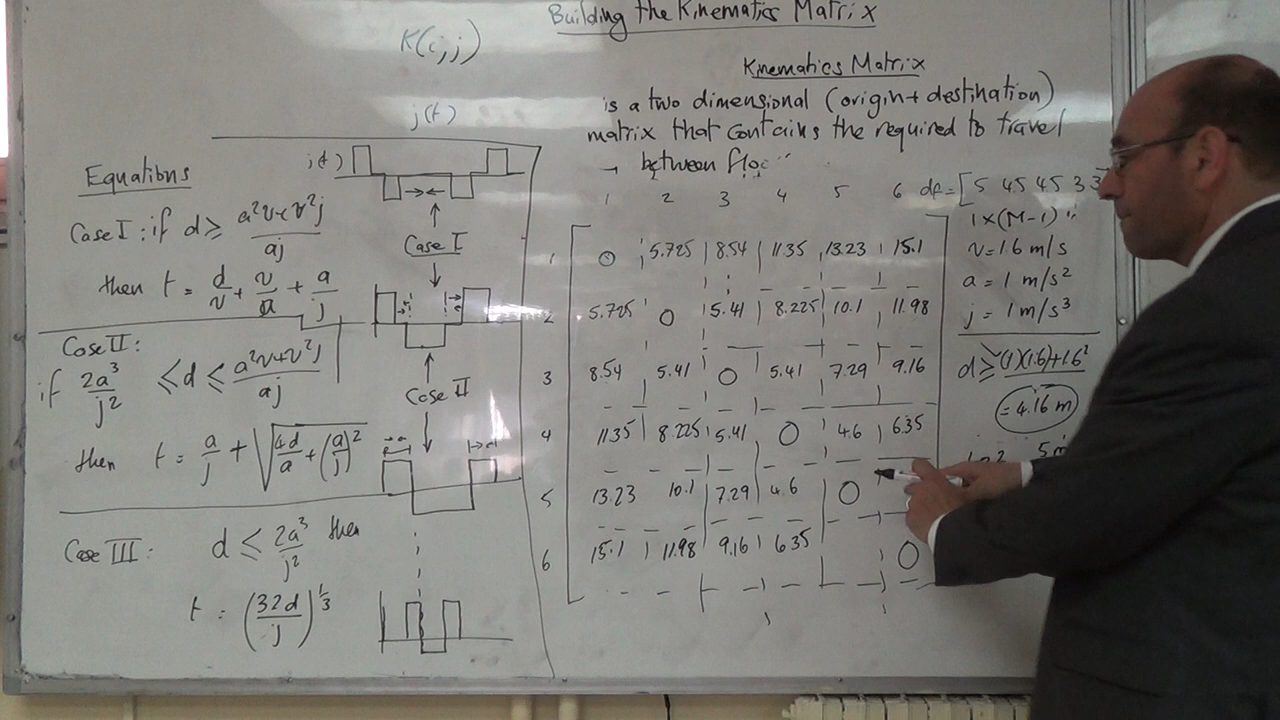 Building the Kinematics Matrix
K(i,j)
j(t)
Equations
Case I: if d ≥ a²v+v²j / aj
then t = d/v + v/a + a/j
Case II:
if 2a³/j² ≤ d ≤ a²v+v²j / aj
then t = a/j + √(4d/a + (a/j)²)
Case III: d ≤ 2a³/j² then
t = (32d/j)^1/3
j(t)
Case I
Case II
Kinematics Matrix
is a two dimensional (origin+destination)
matrix that contains the required to travel
between
1 2 3 4 5 6
1 0 5.725 8.54 11.35 13.23 15.1
2 5.725 0 5.41 8.225 10.1 11.98
3 8.54 5.41 0 5.41 7.29 9.16
4 11.35 8.225 5.41 0 4.6 6.35
5 13.23 10.1 7.29 4.6 0
6 15.1 11.98 9.16 6.35 0
df=[5 4.5 4.5 3
1×(M-1)
v=1.6 m/s
a=1 m/s²
j=1 m/s³
d ≥ (1)(1.6)+1.6²
=4.16 m